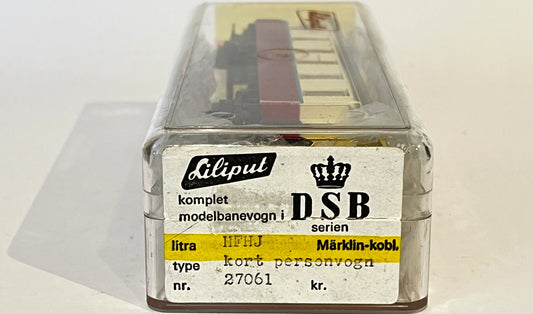 Liliput
komplet
modelbanevogn i DSB
serien
litra HFHJ Märklin-kobl.
type kort personvogn
nr. 27061 kr.